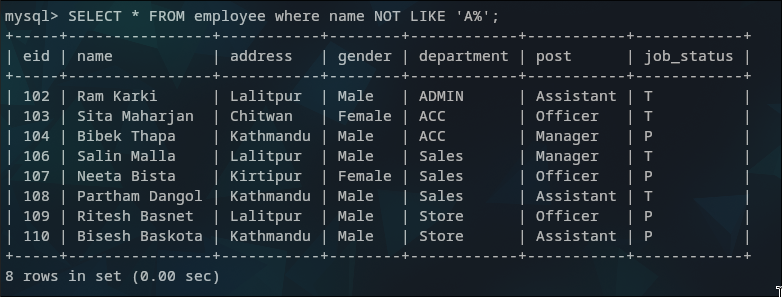 mysql> SELECT * FROM employee where name NOT LIKE 'A%';
+-----+----------------+-----------+--------+------------+-----------+------------+
| eid | name           | address   | gender | department | post      | job_status |
+-----+----------------+-----------+--------+------------+-----------+------------+
| 102 | Ram Karki      | Lalitpur  | Male   | ADMIN      | Assistant | T          |
| 103 | Sita Maharjan  | Chitwan   | Female | ACC        | Officer   | T          |
| 104 | Bibek Thapa    | Kathmandu | Male   | ACC        | Manager   | P          |
| 106 | Salin Malla    | Lalitpur  | Male   | Sales      | Manager   | T          |
| 107 | Neeta Bista    | Kirtipur  | Female | Sales      | Officer   | P          |
| 108 | Partham Dangol | Kathmandu | Male   | Sales      | Assistant | T          |
| 109 | Ritesh Basnet  | Lalitpur  | Male   | Store      | Officer   | P          |
| 110 | Bisesh Baskota | Kathmandu | Male   | Store      | Assistant | P          |
+-----+----------------+-----------+--------+------------+-----------+------------+
8 rows in set (0.00 sec)